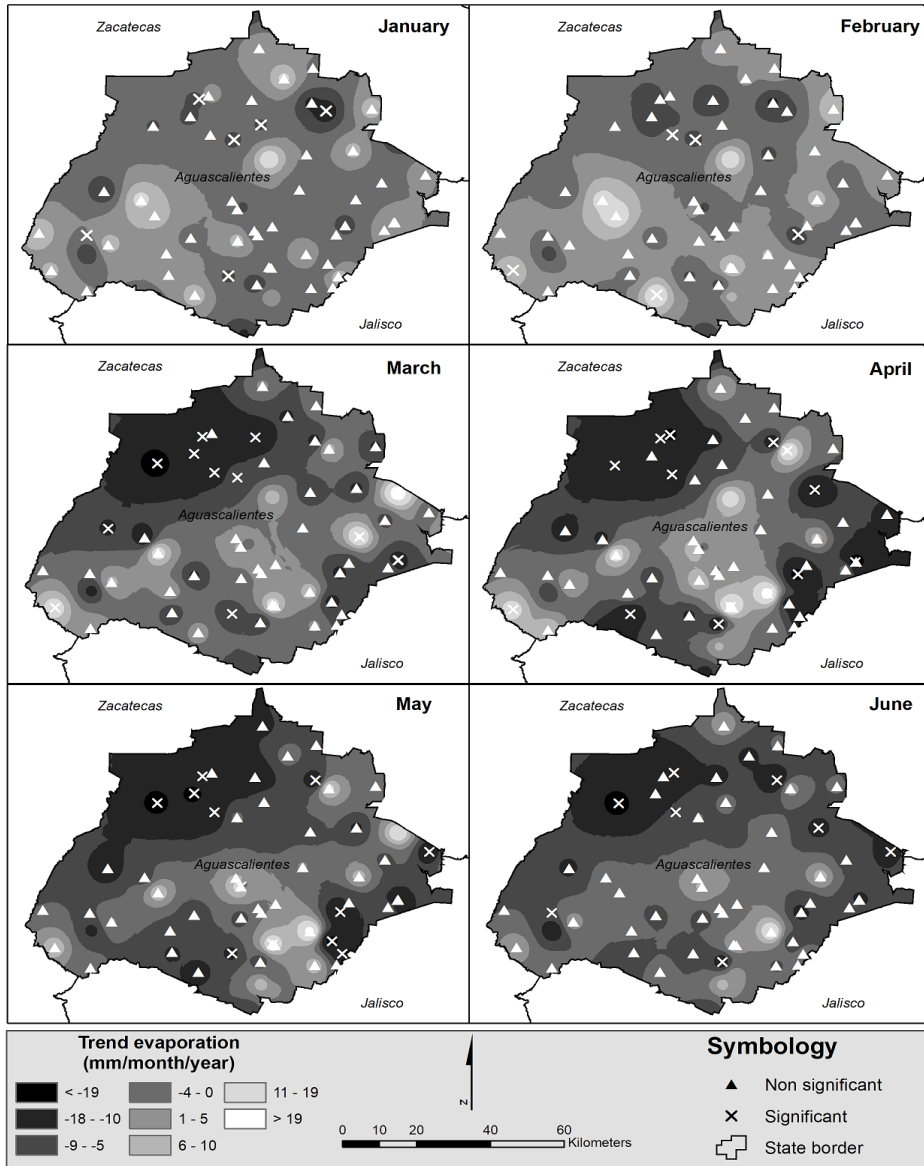 Zacatecas
January
Aguascalientes
Jalisco
Zacatecas
February
Aguascalientes
Jalisco
Zacatecas
March
Aguascalientes
Jalisco
Zacatecas
April
Aguascalientes
Jalisco
Zacatecas
May
Aguascalientes
Jalisco
Zacatecas
June
Aguascalientes
Jalisco
Trend evaporation
(mm/month/year)
< -19
-18 - -10
-9 - -5
-4 - 0
1 - 5
6 - 10
11 - 19
> 19
z
0 10 20 40 60
Kilometers
Symbology
Non significant
Significant
State border